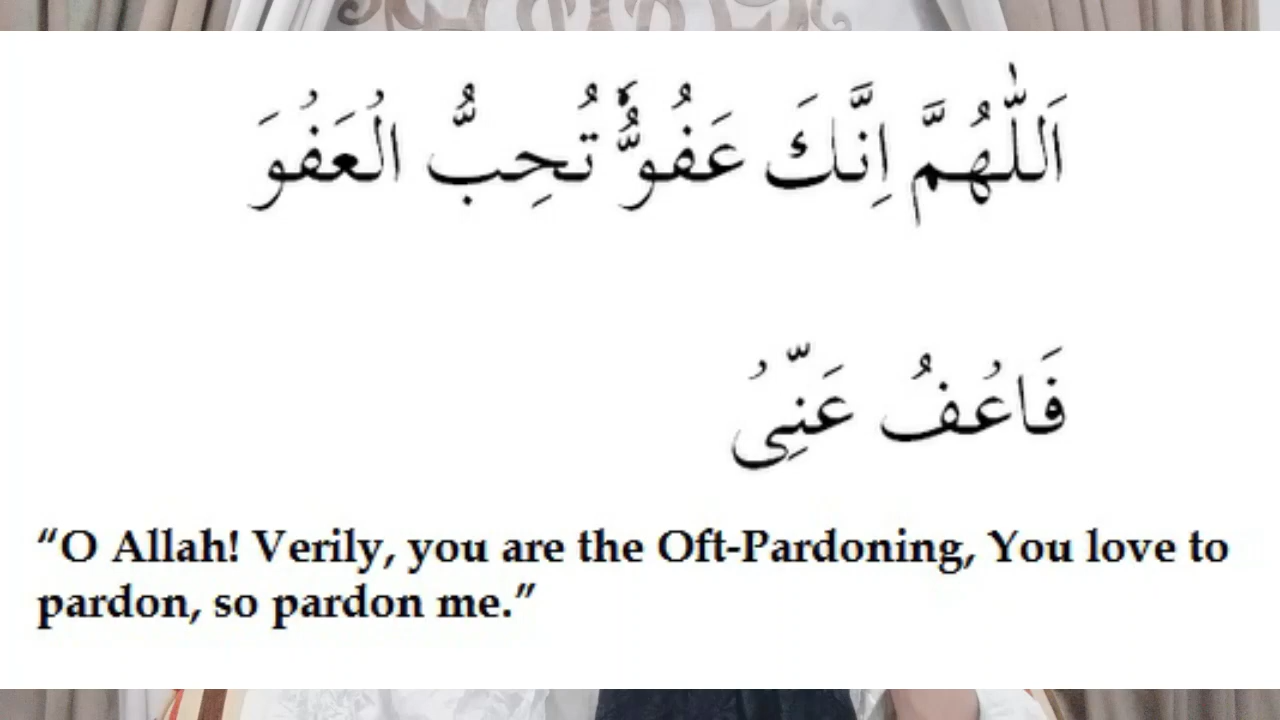 اَللّٰهُمَّ اِنَّكَ عَفُوٌّ تُحِبُّ الْعَفْوَ
فَاعْفُ عَنِّىْ
“O Allah! Verily, you are the Oft-Pardoning, You love to
pardon, so pardon me.”